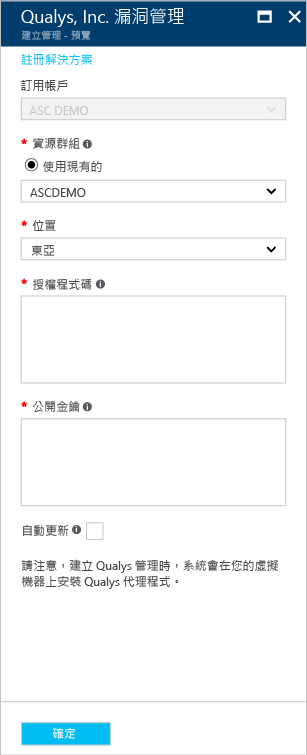 Qualys, Inc. 漏洞管理
建立管理 - 預覽
註冊解決方案
訂用帳戶
ASC DEMO
* 資源群組
使用現有的
ASCDEMO
* 位置
東亞
* 授權程式碼
* 公開金鑰
自動更新
請注意，建立 Qualys 管理時，系統會在您的虛擬
機器上安裝 Qualys 代理程式。
確定